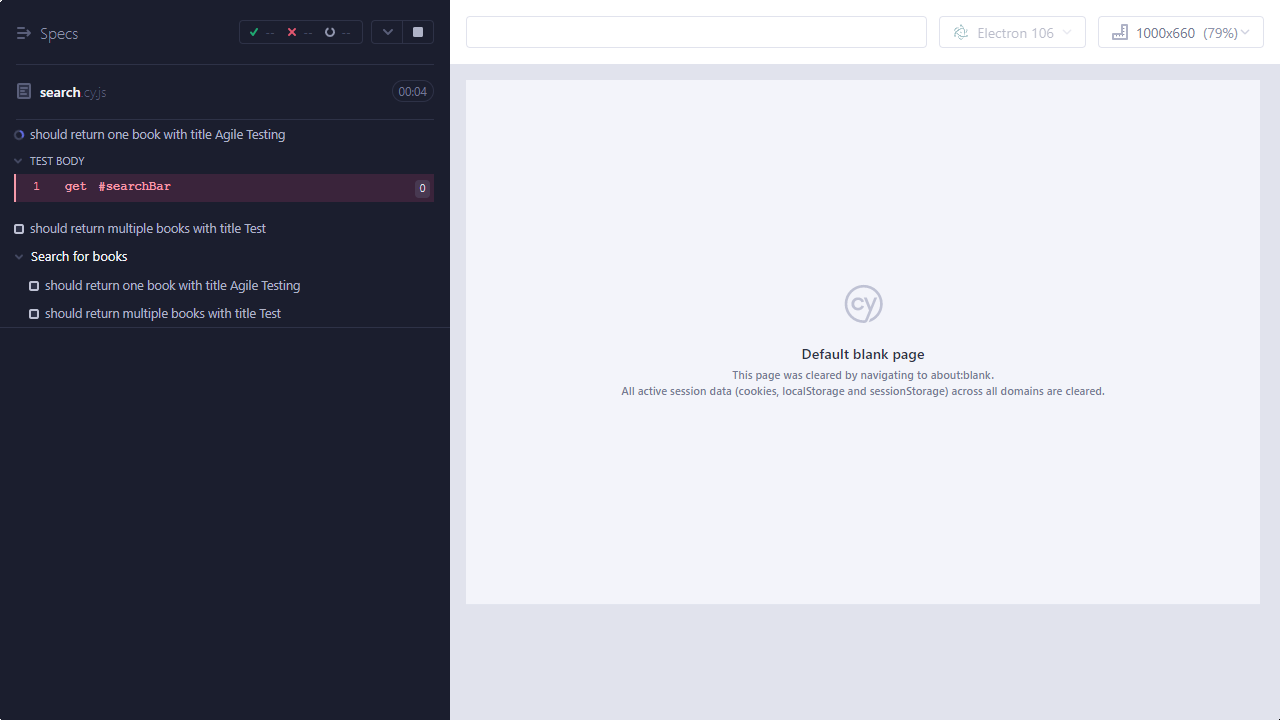 Specs
--
--
--
search.cy.js
00:04
should return one book with title Agile Testing
TEST BODY
1 get #searchBar 0
should return multiple books with title Test
Search for books
should return one book with title Agile Testing
should return multiple books with title Test
Electron 106
1000x660 (79%)
cy
Default blank page
This page was cleared by navigating to about:blank.
All active session data (cookies, localStorage and sessionStorage) across all domains are cleared.